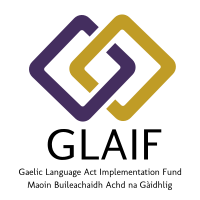 GLAIF
Gaelic Language Act Implementation Fund
Maoin Buileachaidh Achd na Gàidhlig